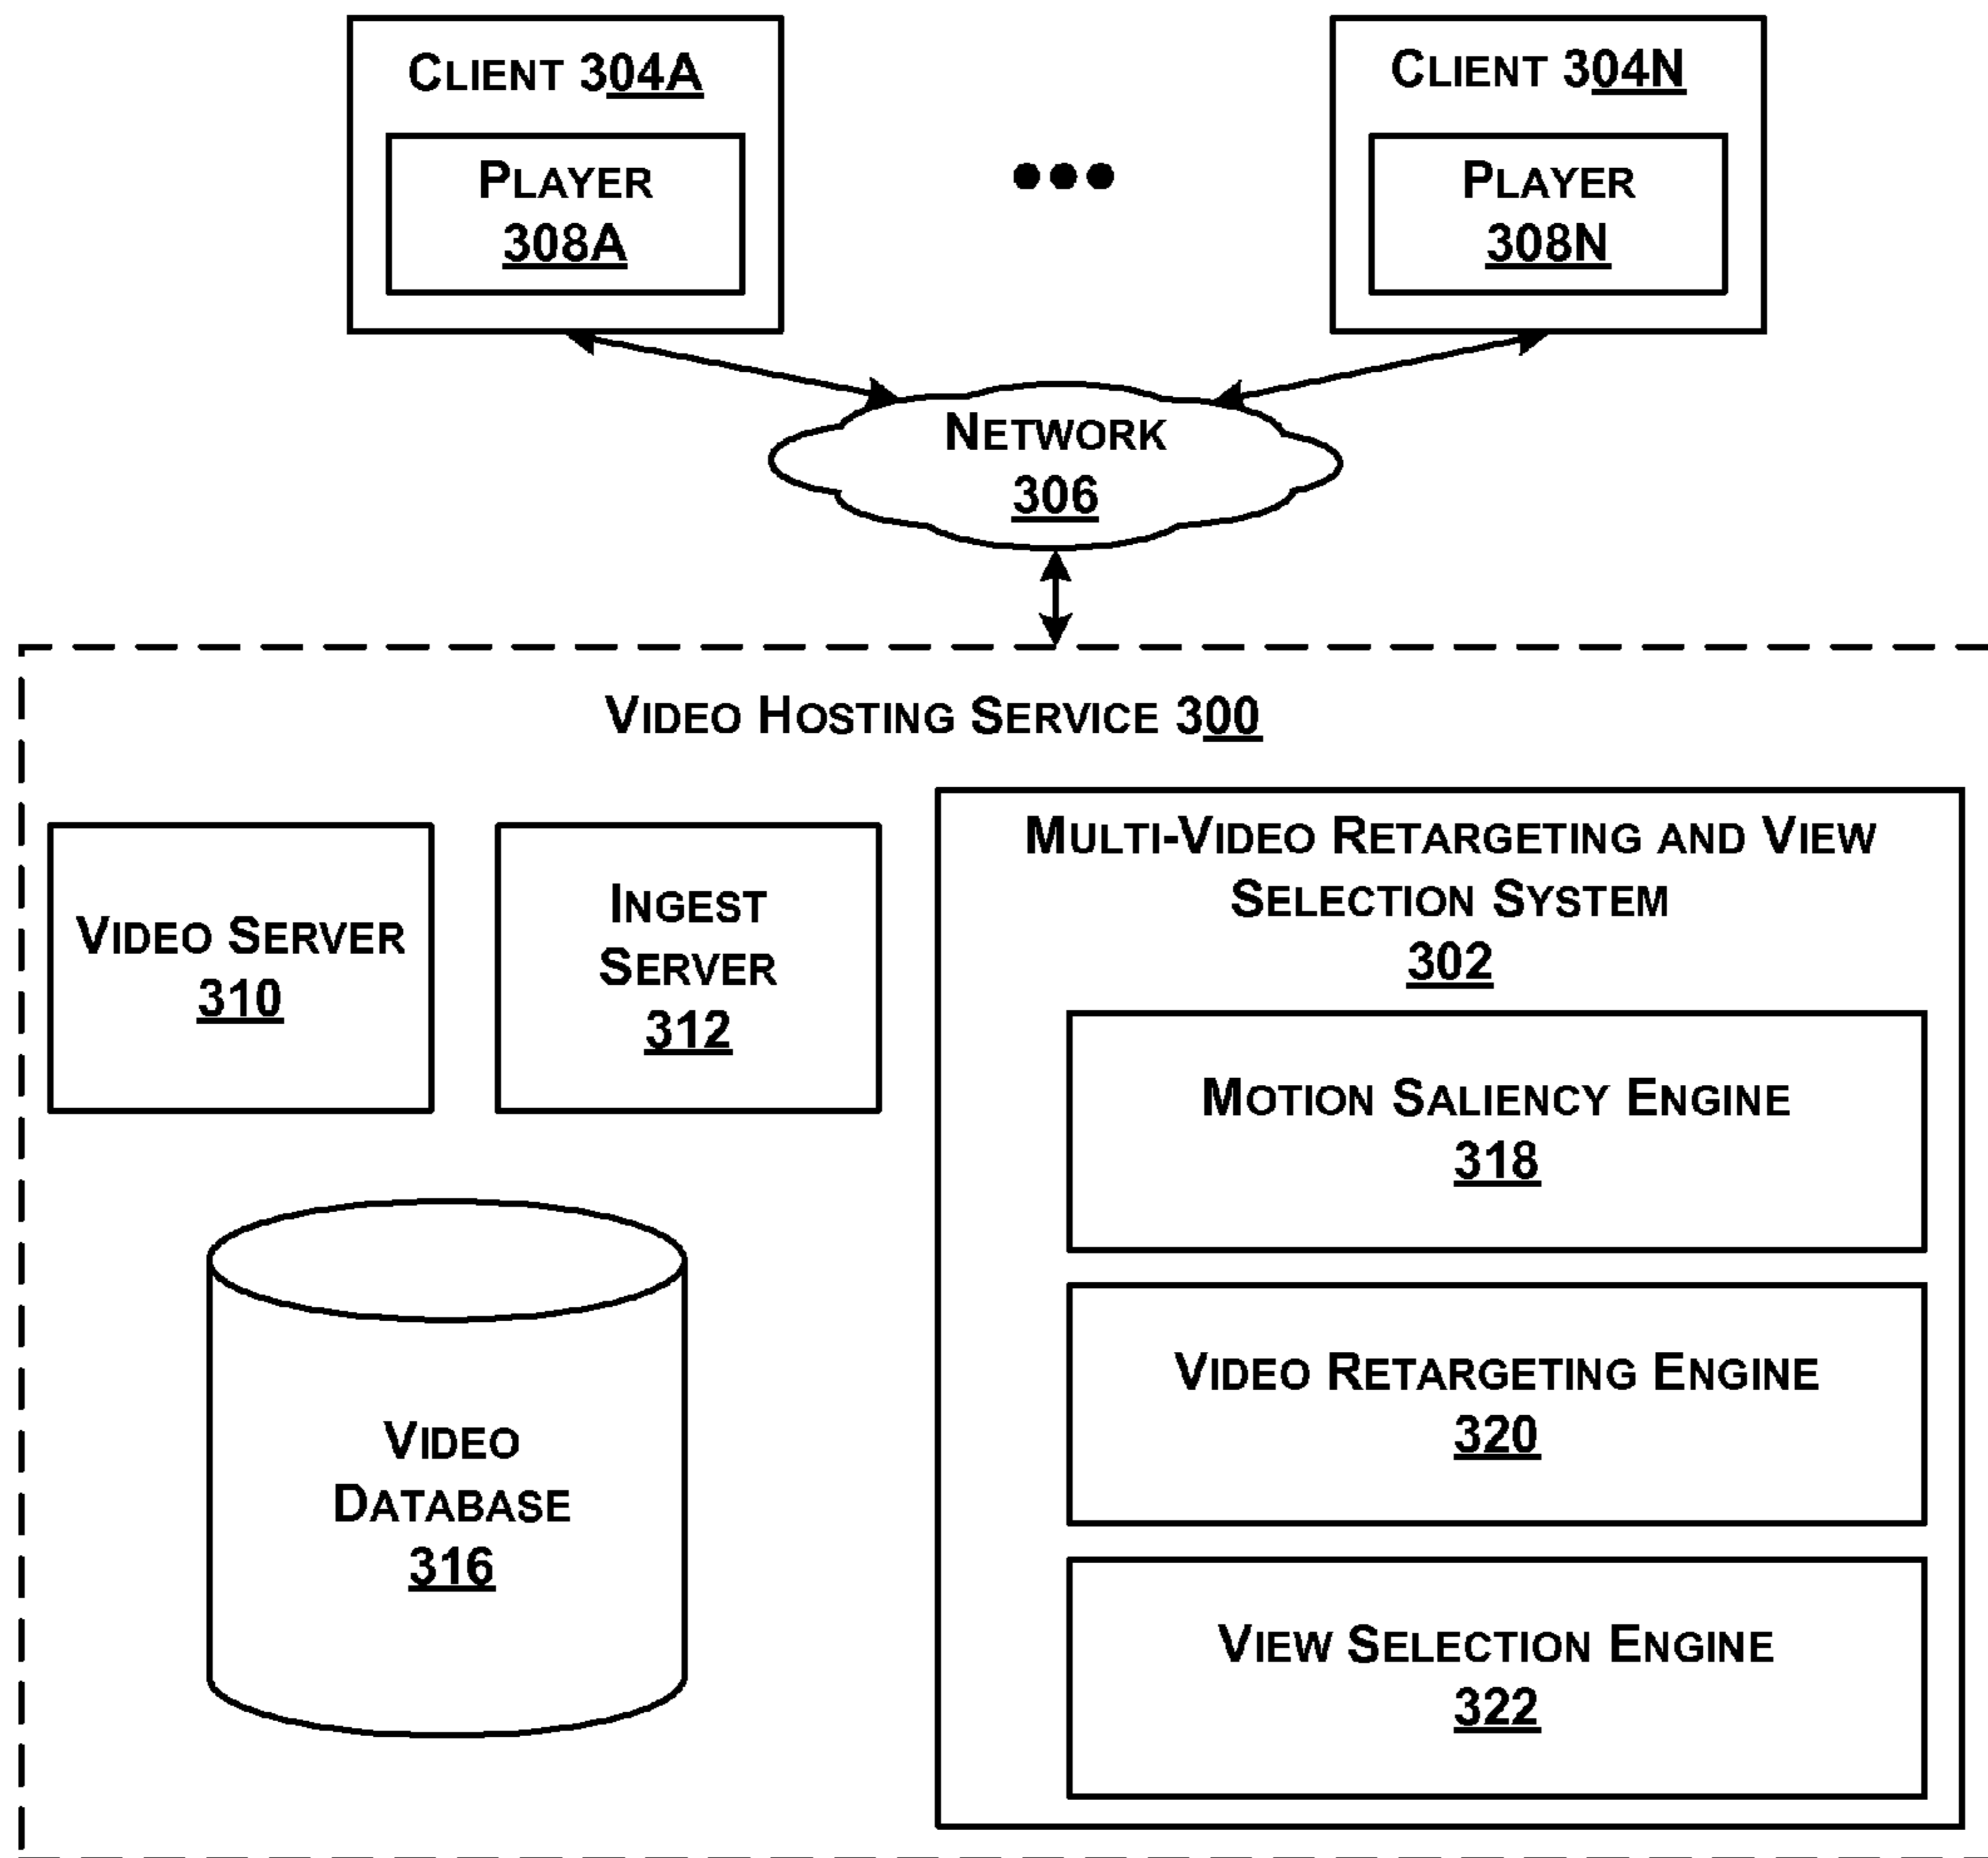 CLIENT 304A
PLAYER
308A
CLIENT 304N
PLAYER
308N
NETWORK
306
VIDEO HOSTING SERVICE 300
VIDEO SERVER
310
INGEST
SERVER
312
VIDEO
DATABASE
316
MULTI-VIDEO RETARGETING AND VIEW
SELECTION SYSTEM
302
MOTION SALIENCY ENGINE
318
VIDEO RETARGETING ENGINE
320
VIEW SELECTION ENGINE
322